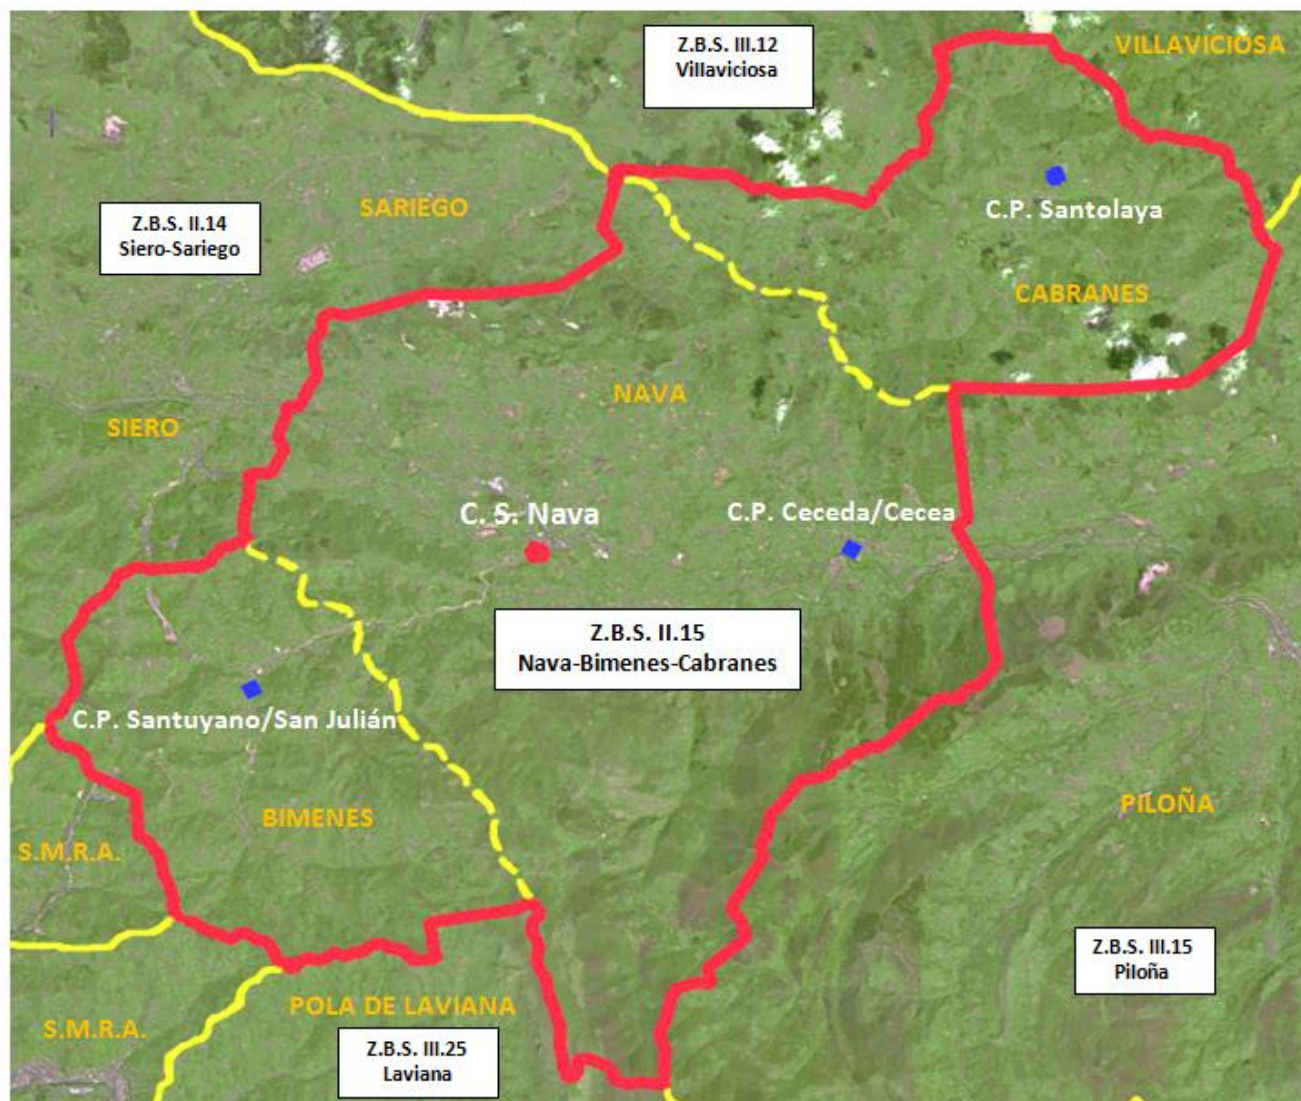 Z.B.S. III.12
Villaviciosa
VILLAVICIOSA
C.P. Santolaya
SARIEGO
Z.B.S. II.14
Siero-Sariego
CABRANES
NAVA
SIERO
C. S. Nava
C.P. Ceceda/Cecea
Z.B.S. II.15
Nava-Bimenes-Cabranes
C.P. Santuyano/San Julián
BIMENES
PILOÑA
S.M.R.A.
Z.B.S. III.15
Piloña
POLA DE LAVIANA
S.M.R.A.
Z.B.S. III.25
Laviana